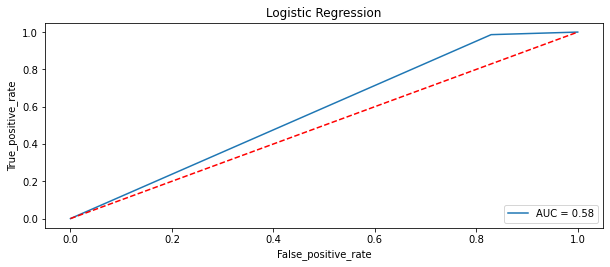 Logistic Regression
True_positive_rate
1.0
0.8
0.6
0.4
0.2
0.0
AUC = 0.58
0.0 0.2 0.4 0.6 0.8 1.0
False_positive_rate